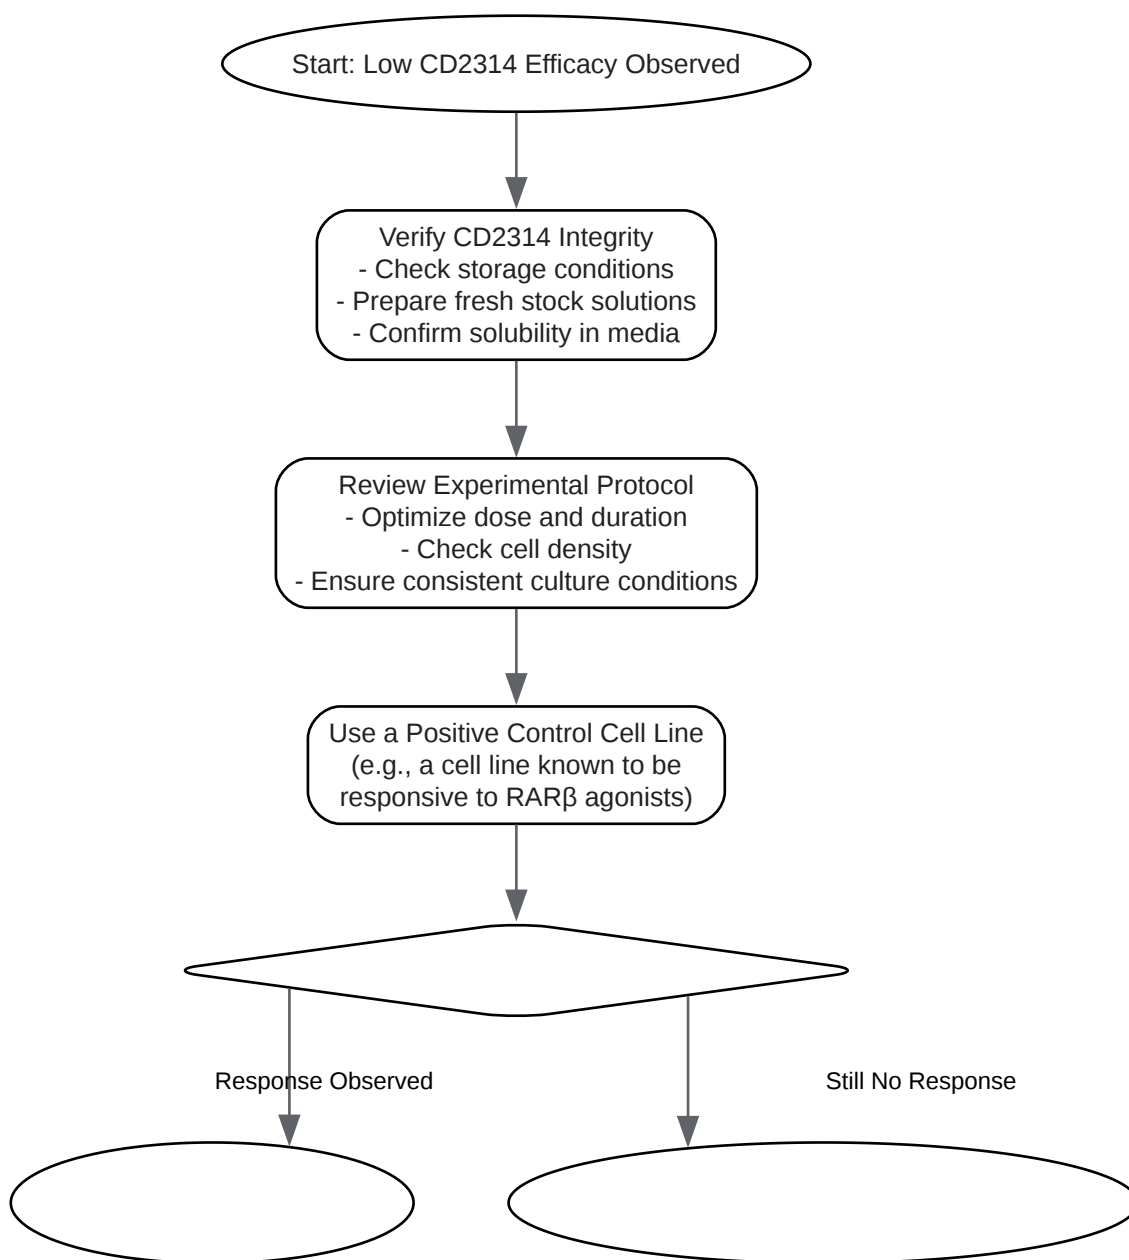 Start: Low CD2314 Efficacy Observed
Verify CD2314 Integrity
- Check storage conditions
- Prepare fresh stock solutions
- Confirm solubility in media
Review Experimental Protocol
- Optimize dose and duration
- Check cell density
- Ensure consistent culture conditions
Use a Positive Control Cell Line
(e.g., a cell line known to be
responsive to RARβ agonists)
Response Observed
Still No Response